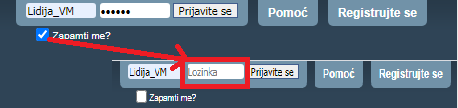 Lidija_VM •••••• Prijavite se Pomoć Registrujte se
Zapamti me?
Lidija_VM Lozinka Prijavite se Pomoć Registrujte se
Zapamti me?